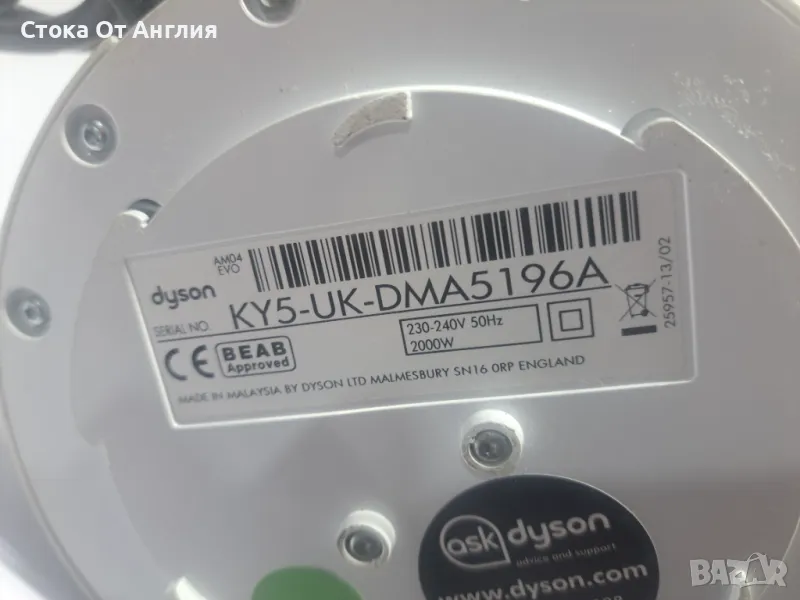 Стока От Англия
AM04
EVO
dyson
SERIAL NO. KY5-UK-DMA5196A
CE BEAB
Approved
230-240V 50Hz
2000W
25957-13/02
MADE IN MALAYSIA BY DYSON LTD MALMESBURY SN16 0RP ENGLAND
ask dyson
advice and support
www.dyson.com
BAZAR